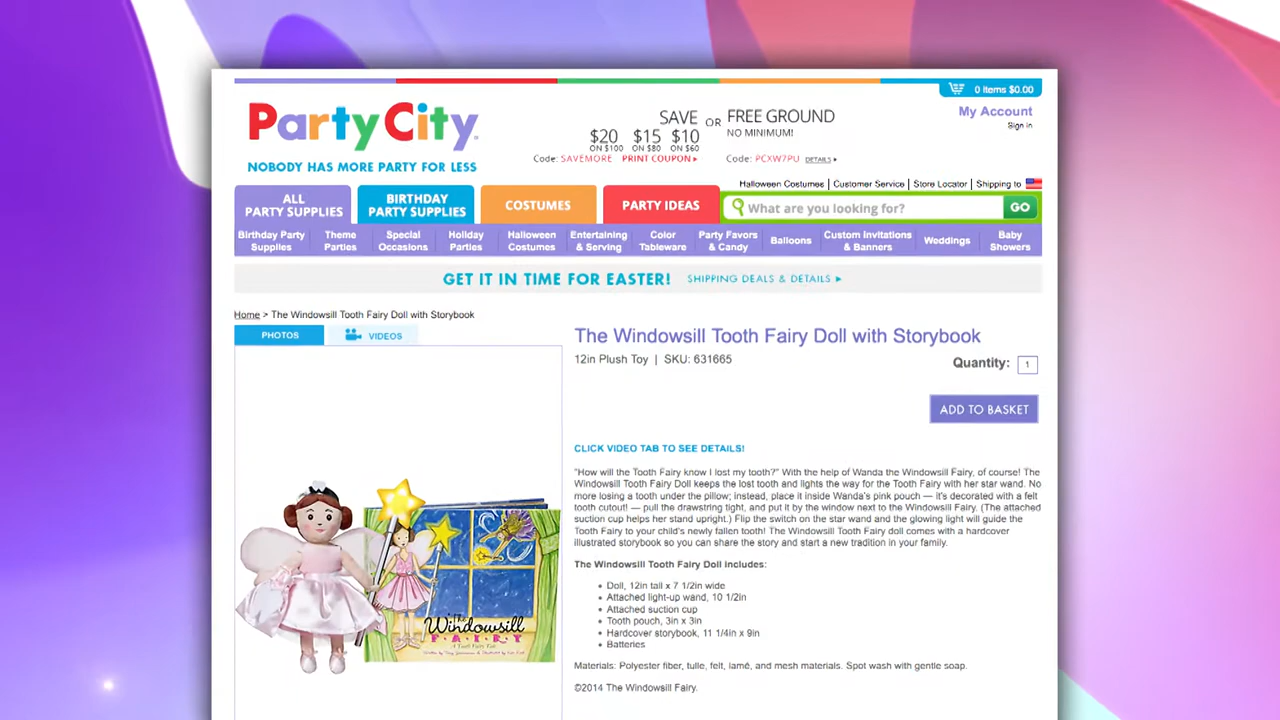 0 items $0.00
Party City
NOBODY HAS MORE PARTY FOR LESS
SAVE OR FREE GROUND
$20 $15 $10 NO MINIMUM!
ON $100 ON $80 ON $60
Code: SAVEMORE PRINT COUPON Code: PCXW7PU DETAILS
My Account
Sign in
Halloween Costumes | Customer Service | Store Locator | Shipping to
ALL PARTY SUPPLIES
BIRTHDAY PARTY SUPPLIES
COSTUMES
PARTY IDEAS
What are you looking for?
GO
Birthday Party Supplies
Theme Parties
Special Occasions
Holiday Parties
Halloween Costumes
Entertaining & Serving
Color Tableware
Party Favors & Candy
Balloons
Custom Invitations & Banners
Weddings
Baby Showers
GET IT IN TIME FOR EASTER! SHIPPING DEALS & DETAILS
Home > The Windowsill Tooth Fairy Doll with Storybook
PHOTOS
VIDEOS
The Windowsill Tooth Fairy Doll with Storybook
12in Plush Toy | SKU: 631665
Quantity: 1
ADD TO BASKET
CLICK VIDEO TAB TO SEE DETAILS!
"How will the Tooth Fairy know I lost my tooth?" With the help of Wanda the Windowsill Fairy, of course! The
Windowsill Tooth Fairy Doll keeps the lost tooth and lights the way for the Tooth Fairy with her star wand. No
more losing a tooth under the pillow; instead, place it inside Wanda's pink pouch — it's decorated with a felt
tooth cutout! — pull the drawstring tight, and put it by the window next to the Windowsill Fairy. (The attached
suction cup helps her stand upright.) Flip the switch on the star wand and the glowing light will guide the
Tooth Fairy to your child's newly fallen tooth! The Windowsill Tooth Fairy doll comes with a hardcover
illustrated storybook so you can share the story and start a new tradition in your family.
The Windowsill Tooth Fairy Doll includes:
Doll, 12in tall x 7 1/2in wide
Attached light-up wand, 10 1/2in
Attached suction cup
Tooth pouch, 3in x 3in
Hardcover storybook, 11 1/4in x 9in
Batteries
Materials: Polyester fiber, tulle, felt, lamé, and mesh materials. Spot wash with gentle soap.
©2014 The Windowsill Fairy.
The
Windowsill
FAIRY
A Tooth Fairy Tale